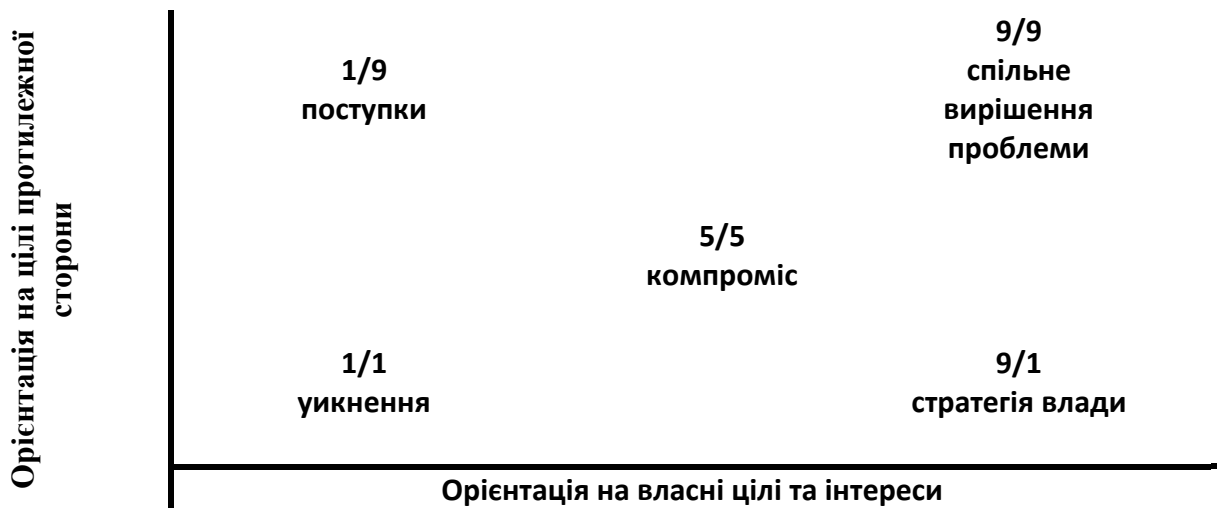 Орієнтація на цілі протилежної
сторони
1/9
поступки
9/9
спільне
вирішення
проблеми
5/5
компроміс
1/1
уикнення
9/1
стратегія влади
Орієнтація на власні цілі та інтереси